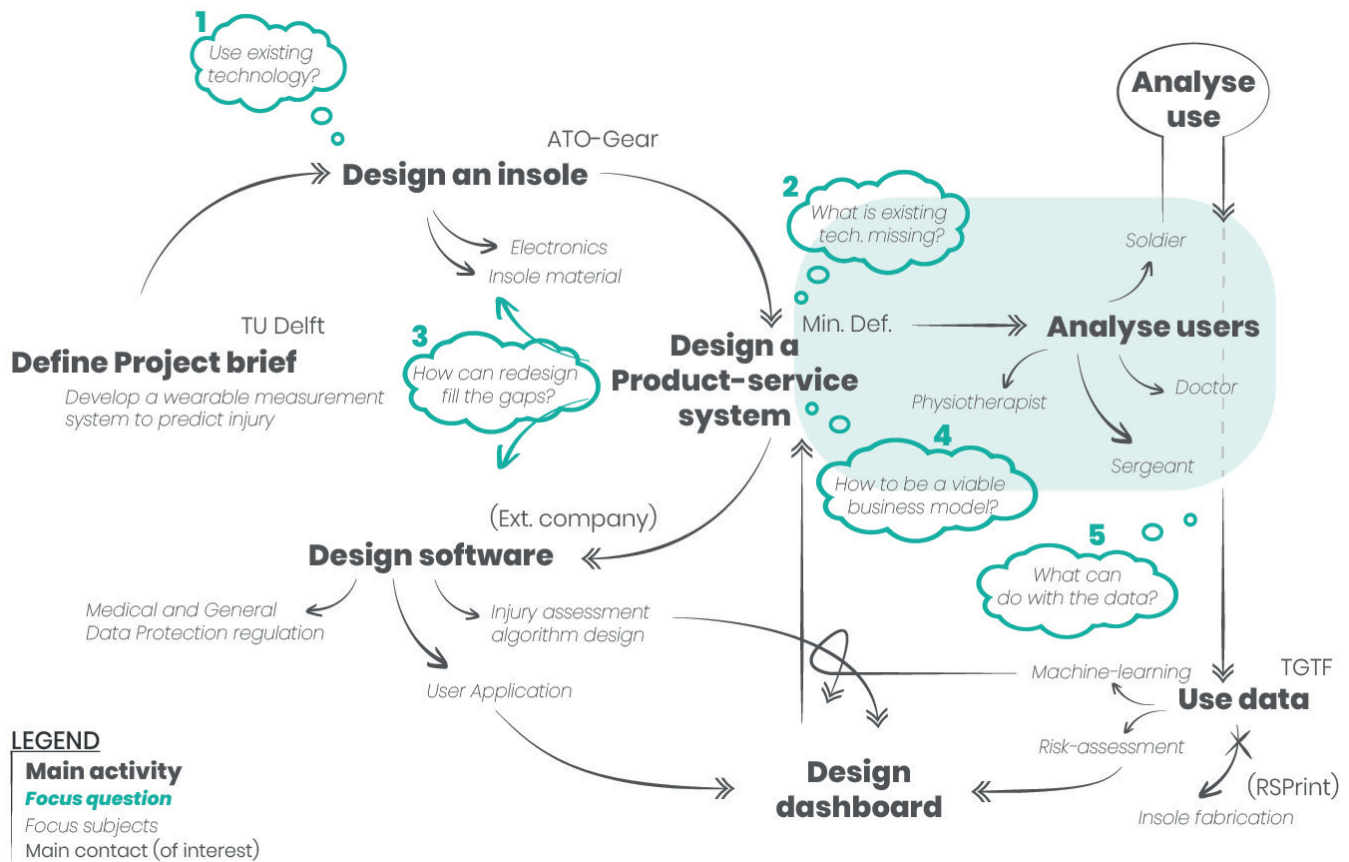 1
Use existing
technology?
Analyse
use
ATO-Gear
Design an insole
2
What is existing
tech. missing?
Electronics
Insole material
Soldier
TU Delft
Define Project brief
Develop a wearable measurement
system to predict injury
3
How can redesign
fill the gaps?
Min. Def.
Design a
Product-service
system
Analyse users
Physiotherapist
Doctor
Sergeant
4
How to be a viable
business model?
(Ext. company)
Design software
5
What can
do with the data?
Medical and General
Data Protection regulation
Injury assessment
algorithm design
User Application
Machine-learning
TGTF
Use data
Risk-assessment
Design
dashboard
(RSPrint)
Insole fabrication
LEGEND
Main activity
Focus question
Focus subjects
Main contact (of interest)